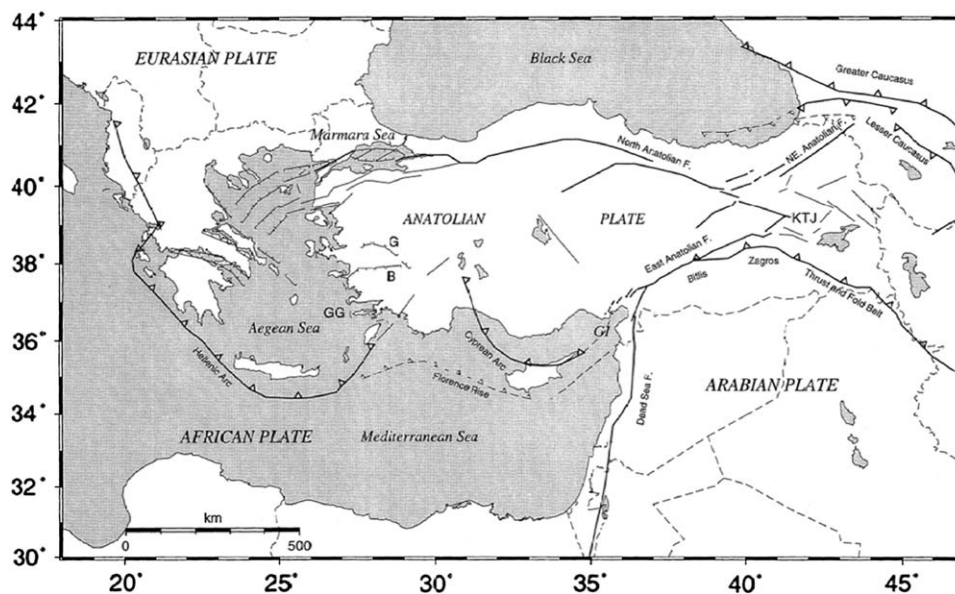 44°
42°
40°
38°
36°
34°
32°
30°
20°
25°
30°
35°
40°
45°
EURASIAN PLATE
Black Sea
Greater Caucasus
Marmara Sea
North Anatolian F.
NE. Anatolian F.
Lesser Caucasus
ANATOLIAN PLATE
KTJ
G
B
GG
East Anatolian F.
Bitlis
Zagros
Thrust and Fold Belt
Aegean Sea
Hellenic Arc
Cyprean Arc
GI
Florence Rise
Dead Sea F.
ARABIAN PLATE
AFRICAN PLATE
Mediterranean Sea
km
0 500